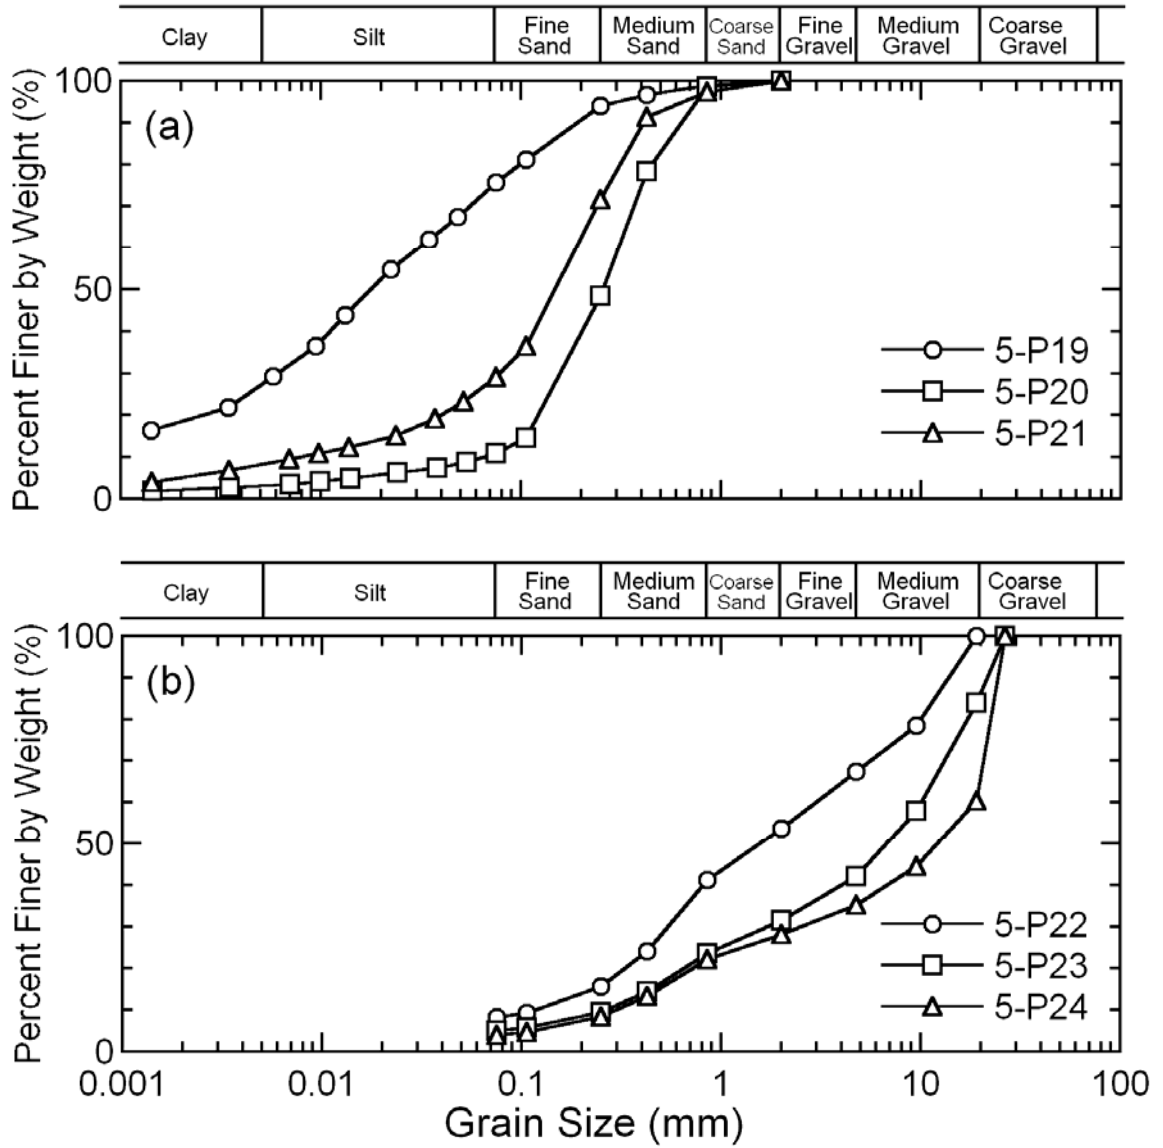 Clay Silt Fine Sand Medium Sand Coarse Sand Fine Gravel Medium Gravel Coarse Gravel
100
(a)
50
0
Percent Finer by Weight (%)
5-P19
5-P20
5-P21
Clay Silt Fine Sand Medium Sand Coarse Sand Fine Gravel Medium Gravel Coarse Gravel
100
(b)
50
0
Percent Finer by Weight (%)
5-P22
5-P23
5-P24
0.001 0.01 0.1 1 10 100
Grain Size (mm)